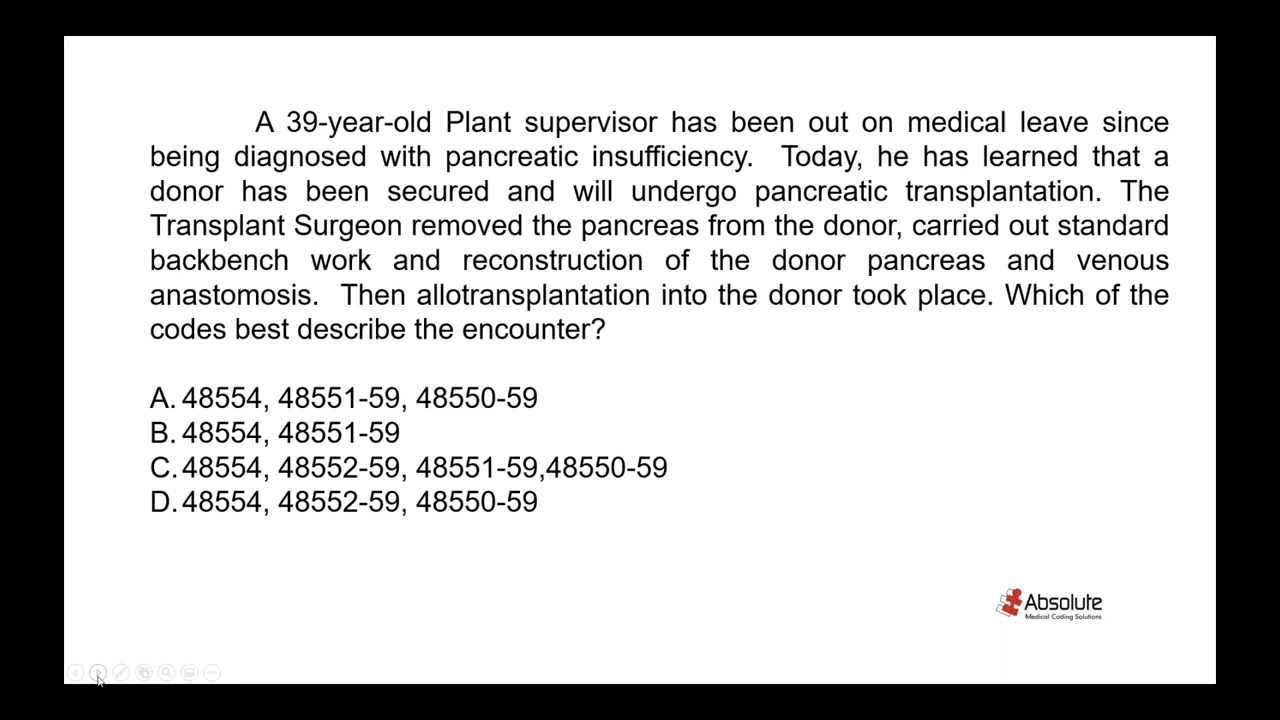 A 39-year-old Plant supervisor has been out on medical leave since
being diagnosed with pancreatic insufficiency. Today, he has learned that a
donor has been secured and will undergo pancreatic transplantation. The
Transplant Surgeon removed the pancreas from the donor, carried out standard
backbench work and reconstruction of the donor pancreas and venous
anastomosis. Then allotransplantation into the donor took place. Which of the
codes best describe the encounter?
A. 48554, 48551-59, 48550-59
B. 48554, 48551-59
C. 48554, 48552-59, 48551-59,48550-59
D. 48554, 48552-59, 48550-59
Absolute
Medical Coding Solutions